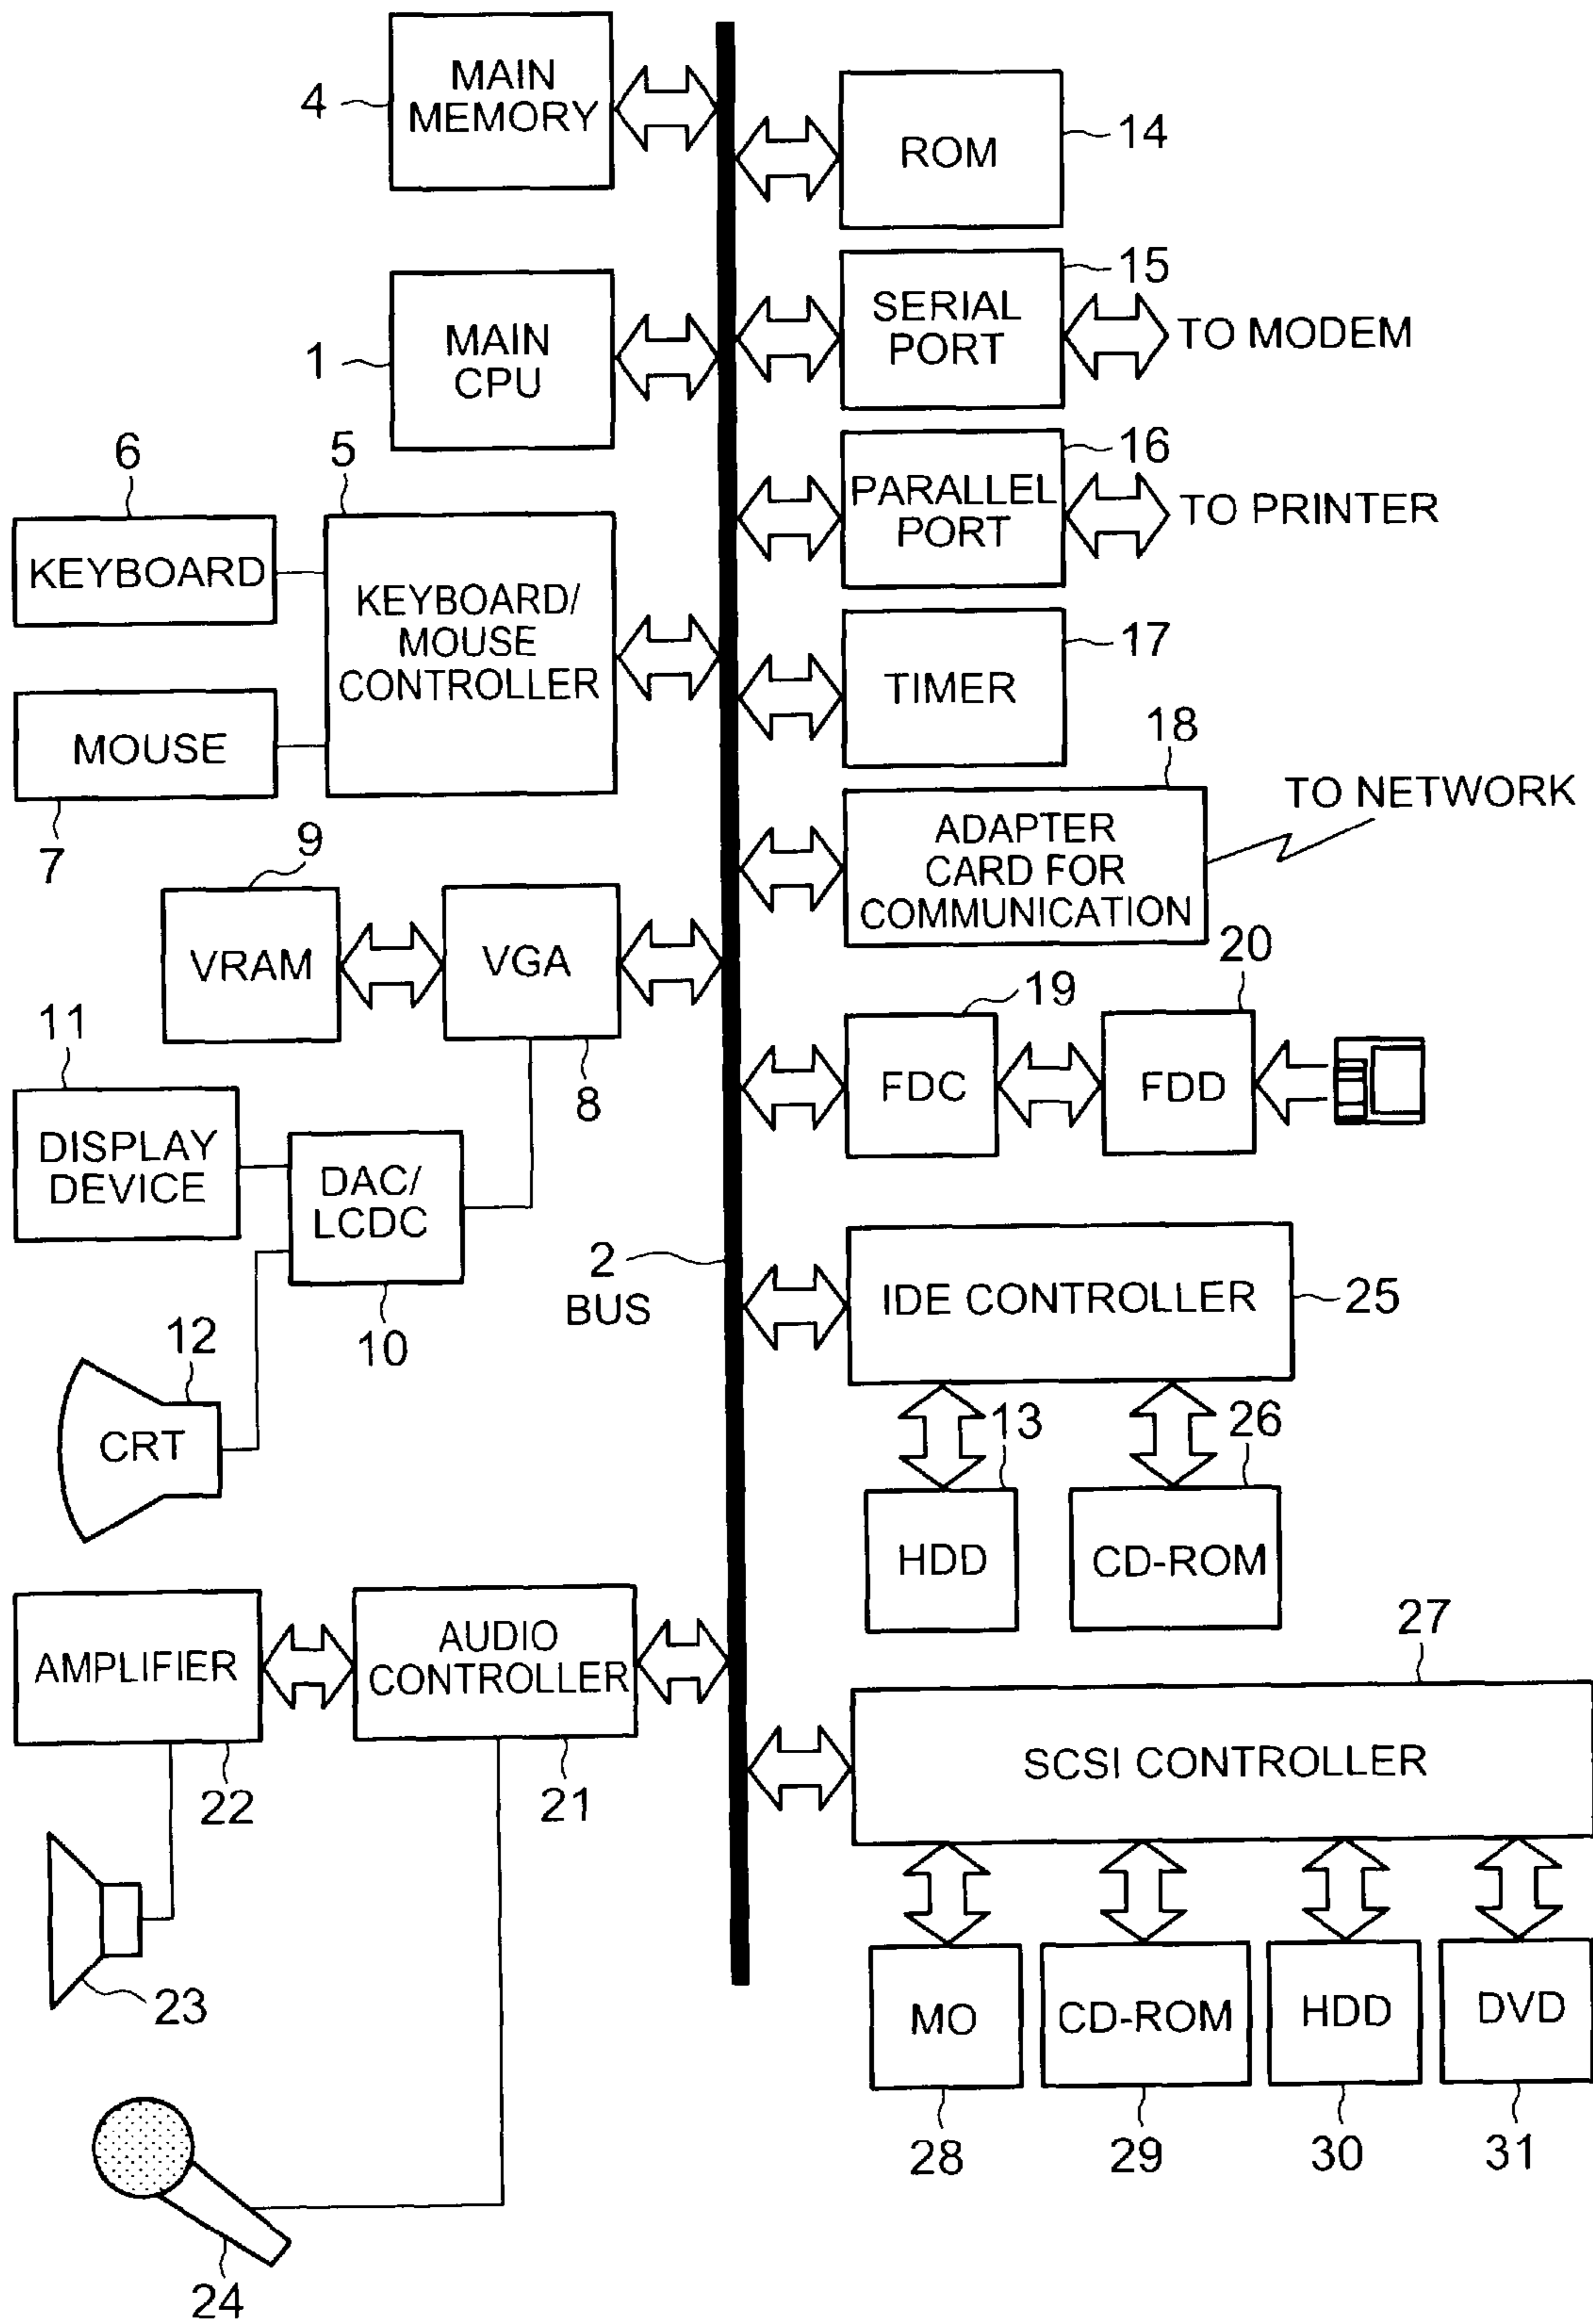 4
MAIN
MEMORY
ROM
14
1
MAIN
CPU
15
SERIAL
PORT
TO MODEM
16
PARALLEL
PORT
TO PRINTER
6
KEYBOARD
5
KEYBOARD/
MOUSE
CONTROLLER
MOUSE
7
TIMER
17
18
ADAPTER
CARD FOR
COMMUNICATION
TO NETWORK
9
VRAM
VGA
8
19
FDC
20
FDD
11
DISPLAY
DEVICE
DAC/
LCDC
10
12
CRT
2
BUS
IDE CONTROLLER
25
13
HDD
26
CD-ROM
AMPLIFIER
22
AUDIO
CONTROLLER
21
23
24
27
SCSI CONTROLLER
MO
CD-ROM
HDD
DVD
28
29
30
31